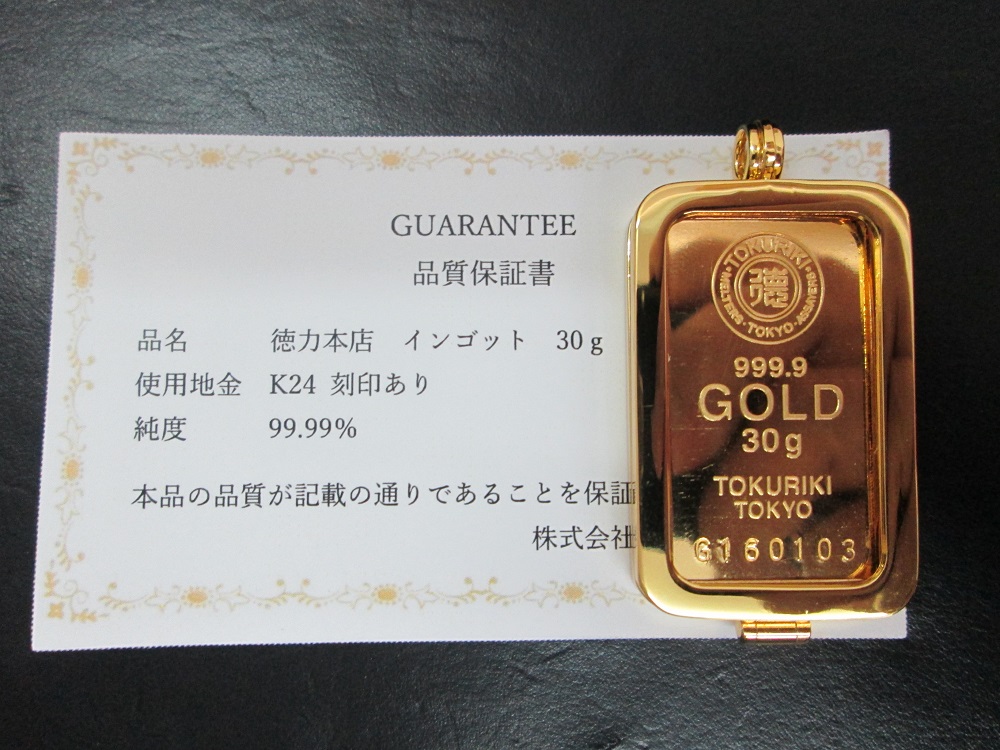 GUARANTEE
品質保証書
品名 徳力本店 インゴット 30g
使用地金 K24 刻印あり
純度 99.99%
本品の品質が記載の通りであることを保証
株式会社
TOKURIKI
徳
MELTERS・TOKYO・ASSAYERS
999.9
GOLD
30g
TOKURIKI
TOKYO
G160103